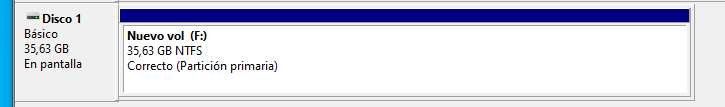 Disco 1
Básico
35,63 GB
En pantalla
Nuevo vol (F:)
35,63 GB NTFS
Correcto (Partición primaria)